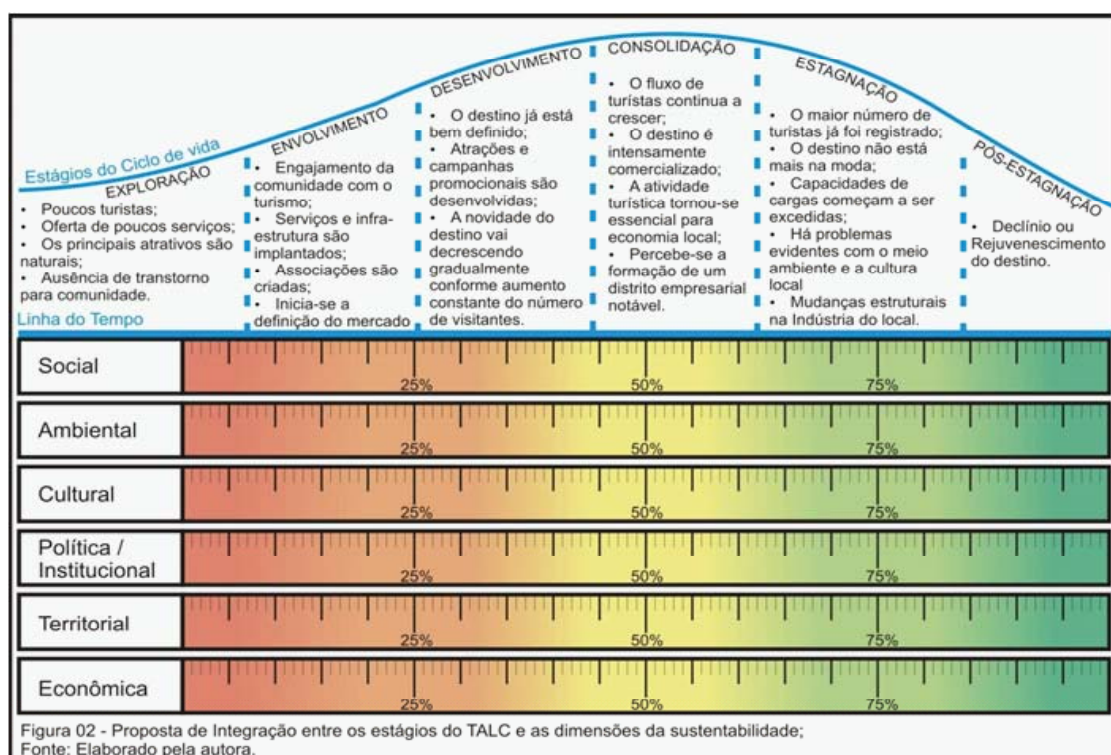 Estágios do Ciclo de vida
EXPLORAÇÃO
• Poucos turistas;
• Oferta de poucos serviços;
• Os principais atrativos são
naturais;
• Ausência de transtorno
para comunidade.
ENVOLVIMENTO
• Engajamento da
comunidade com o
turismo;
• Serviços e infra-
estrutura são
implantados;
• Associações são
criadas;
• Inicia-se a
definição do mercado
DESENVOLVIMENTO
• O destino já está
bem definido;
• Atrações e
campanhas
promocionais são
desenvolvidas;
• A novidade do
destino vai
decrescendo
gradualmente
conforme aumento
constante do número
de visitantes.
CONSOLIDAÇÃO
• O fluxo de
turístas continua a
crescer;
• O destino é
intensamente
comercializado;
• A atividade
turística tornou-se
essencial para
economia local;
• Percebe-se a
formação de um
distrito empresarial
notável.
ESTAGNAÇÃO
• O maior número de
turistas já foi registrado;
• O destino não está
mais na moda;
• Capacidades de
cargas começam a ser
excedidas;
• Há problemas
evidentes com o meio
ambiente e a cultura
local
• Mudanças estruturais
na Indústria do local.
PÓS-ESTAGNAÇÃO
• Declínio ou
Rejuvenescimento
do destino.
Linha do Tempo
Social
25% 50% 75%
Ambiental
25% 50% 75%
Cultural
25% 50% 75%
Política /
Institucional
25% 50% 75%
Territorial
25% 50% 75%
Econômica
25% 50% 75%
Figura 02 - Proposta de Integração entre os estágios do TALC e as dimensões da sustentabilidade;
Fonte: Elaborado pela autora.